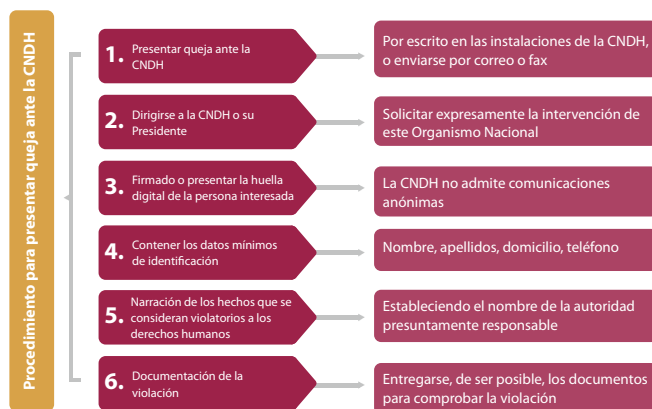 Procedimiento para presentar queja ante la CNDH
1. Presentar queja ante la
CNDH
Por escrito en las instalaciones de la CNDH,
o enviarse por correo o fax
2. Dirigirse a la CNDH o su
Presidente
Solicitar expresamente la intervención de
este Organismo Nacional
3. Firmado o presentar la huella
digital de la persona interesada
La CNDH no admite comunicaciones
anónimas
4. Contener los datos mínimos
de identificación
Nombre, apellidos, domicilio, teléfono
5. Narración de los hechos que se
consideran violatorios a los
derechos humanos
Estableciendo el nombre de la autoridad
presuntamente responsable
6. Documentación de la
violación
Entregarse, de ser posible, los documentos
para comprobar la violación